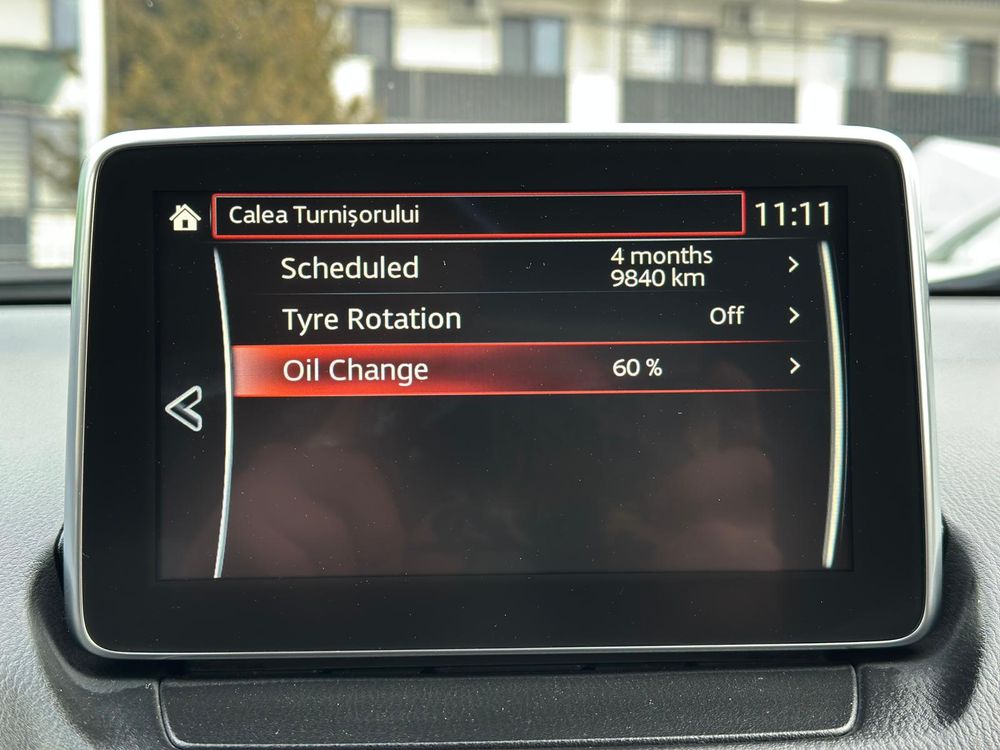 Calea Turnișorului
11:11
Scheduled
4 months
9840 km
Tyre Rotation
Off
Oil Change
60 %